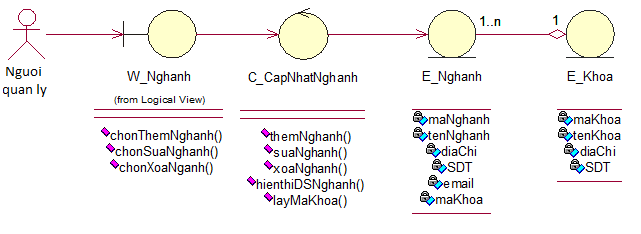 1..n
1
Nguoi
quan ly
W_Nghanh
C_CapNhatNghanh
E_Nghanh
E_Khoa
(from Logical View)
chonThemNghanh()
chonSuaNghanh()
chonXoaNganh()
themNghanh()
suaNghanh()
xoaNghanh()
hienthiDSNghanh()
layMaKhoa()
maNghanh
tenNghanh
diaChi
SDT
email
maKhoa
maKhoa
tenKhoa
diaChi
SDT